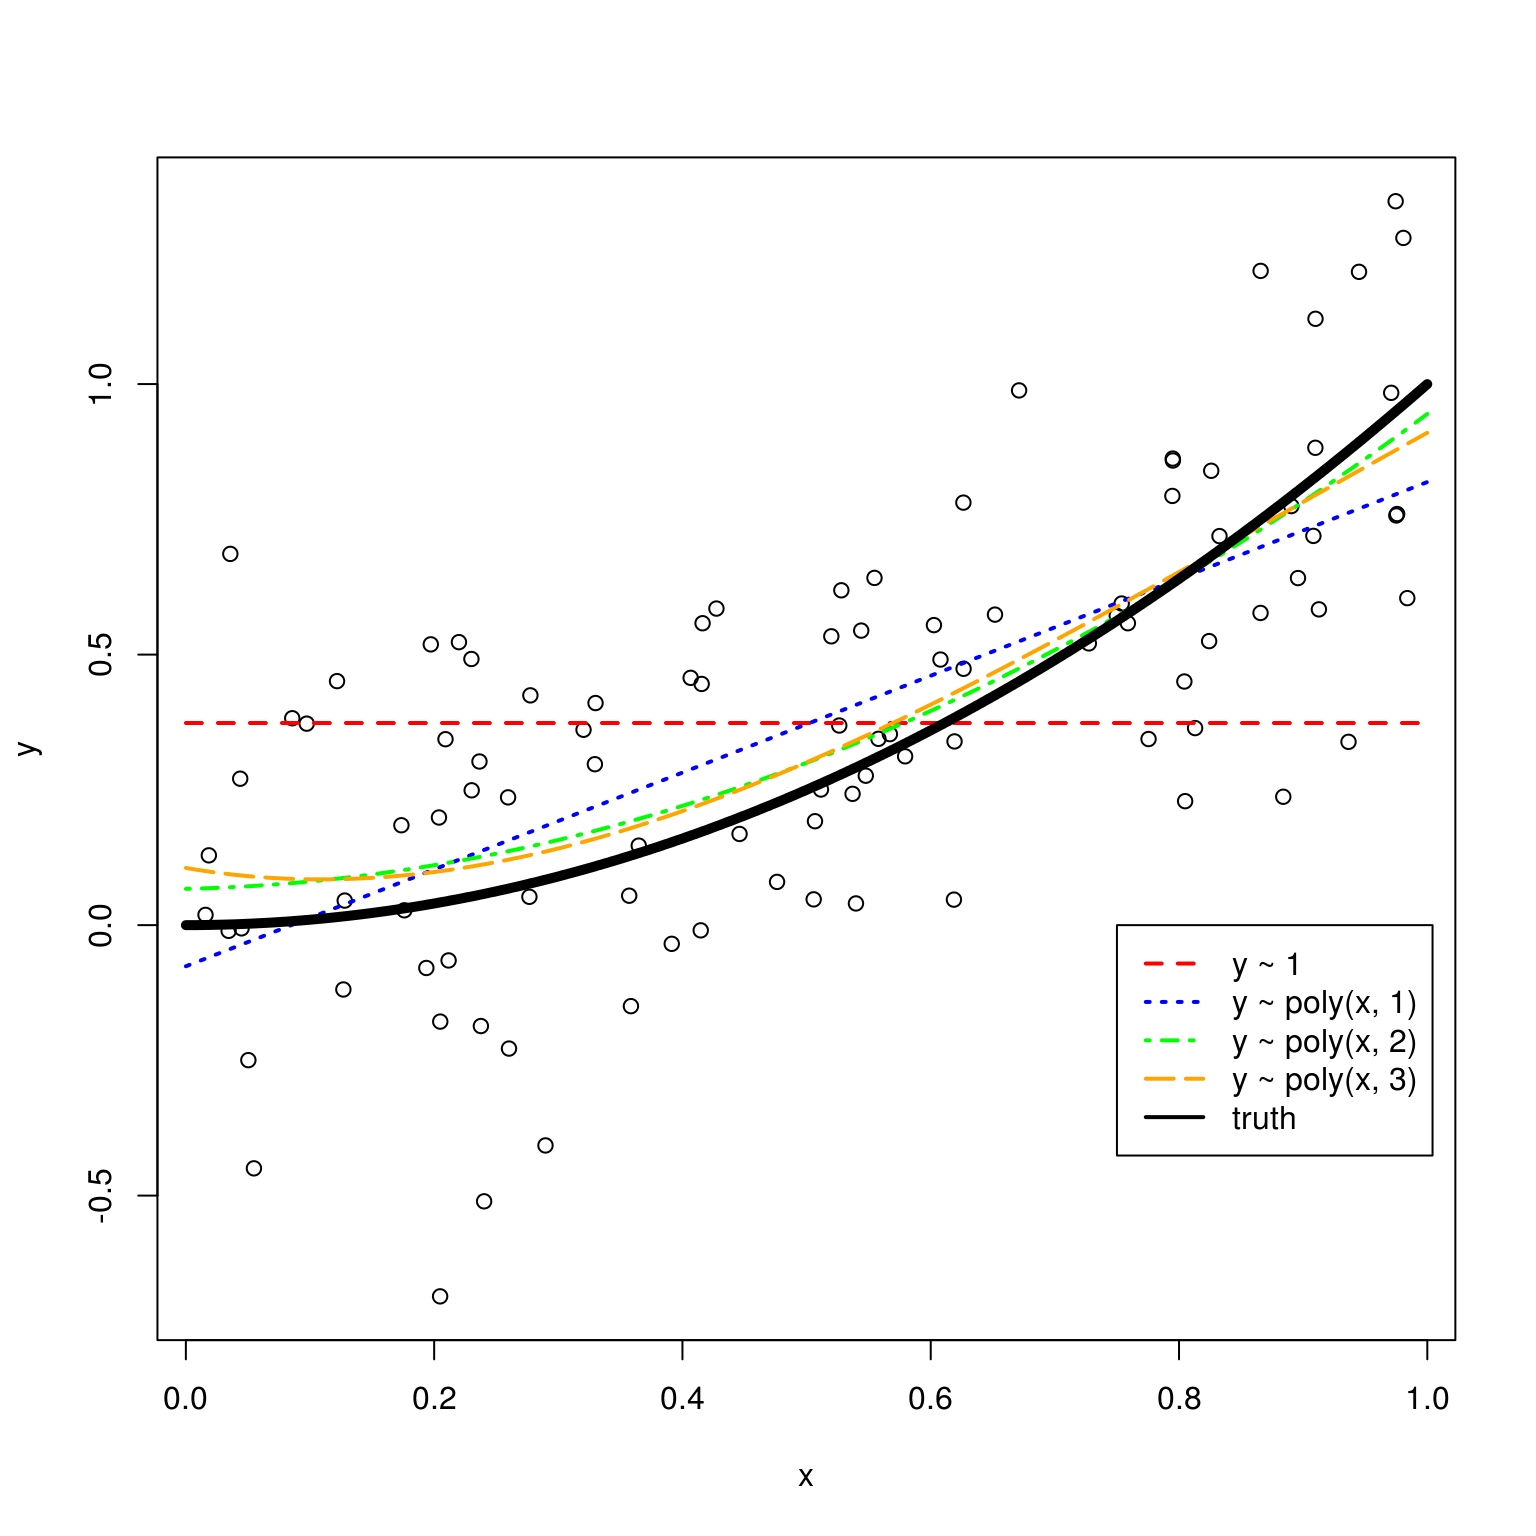 y
1.0
0.5
0.0
-0.5
y ~ 1
y ~ poly(x, 1)
y ~ poly(x, 2)
y ~ poly(x, 3)
truth
0.0 0.2 0.4 0.6 0.8 1.0
x